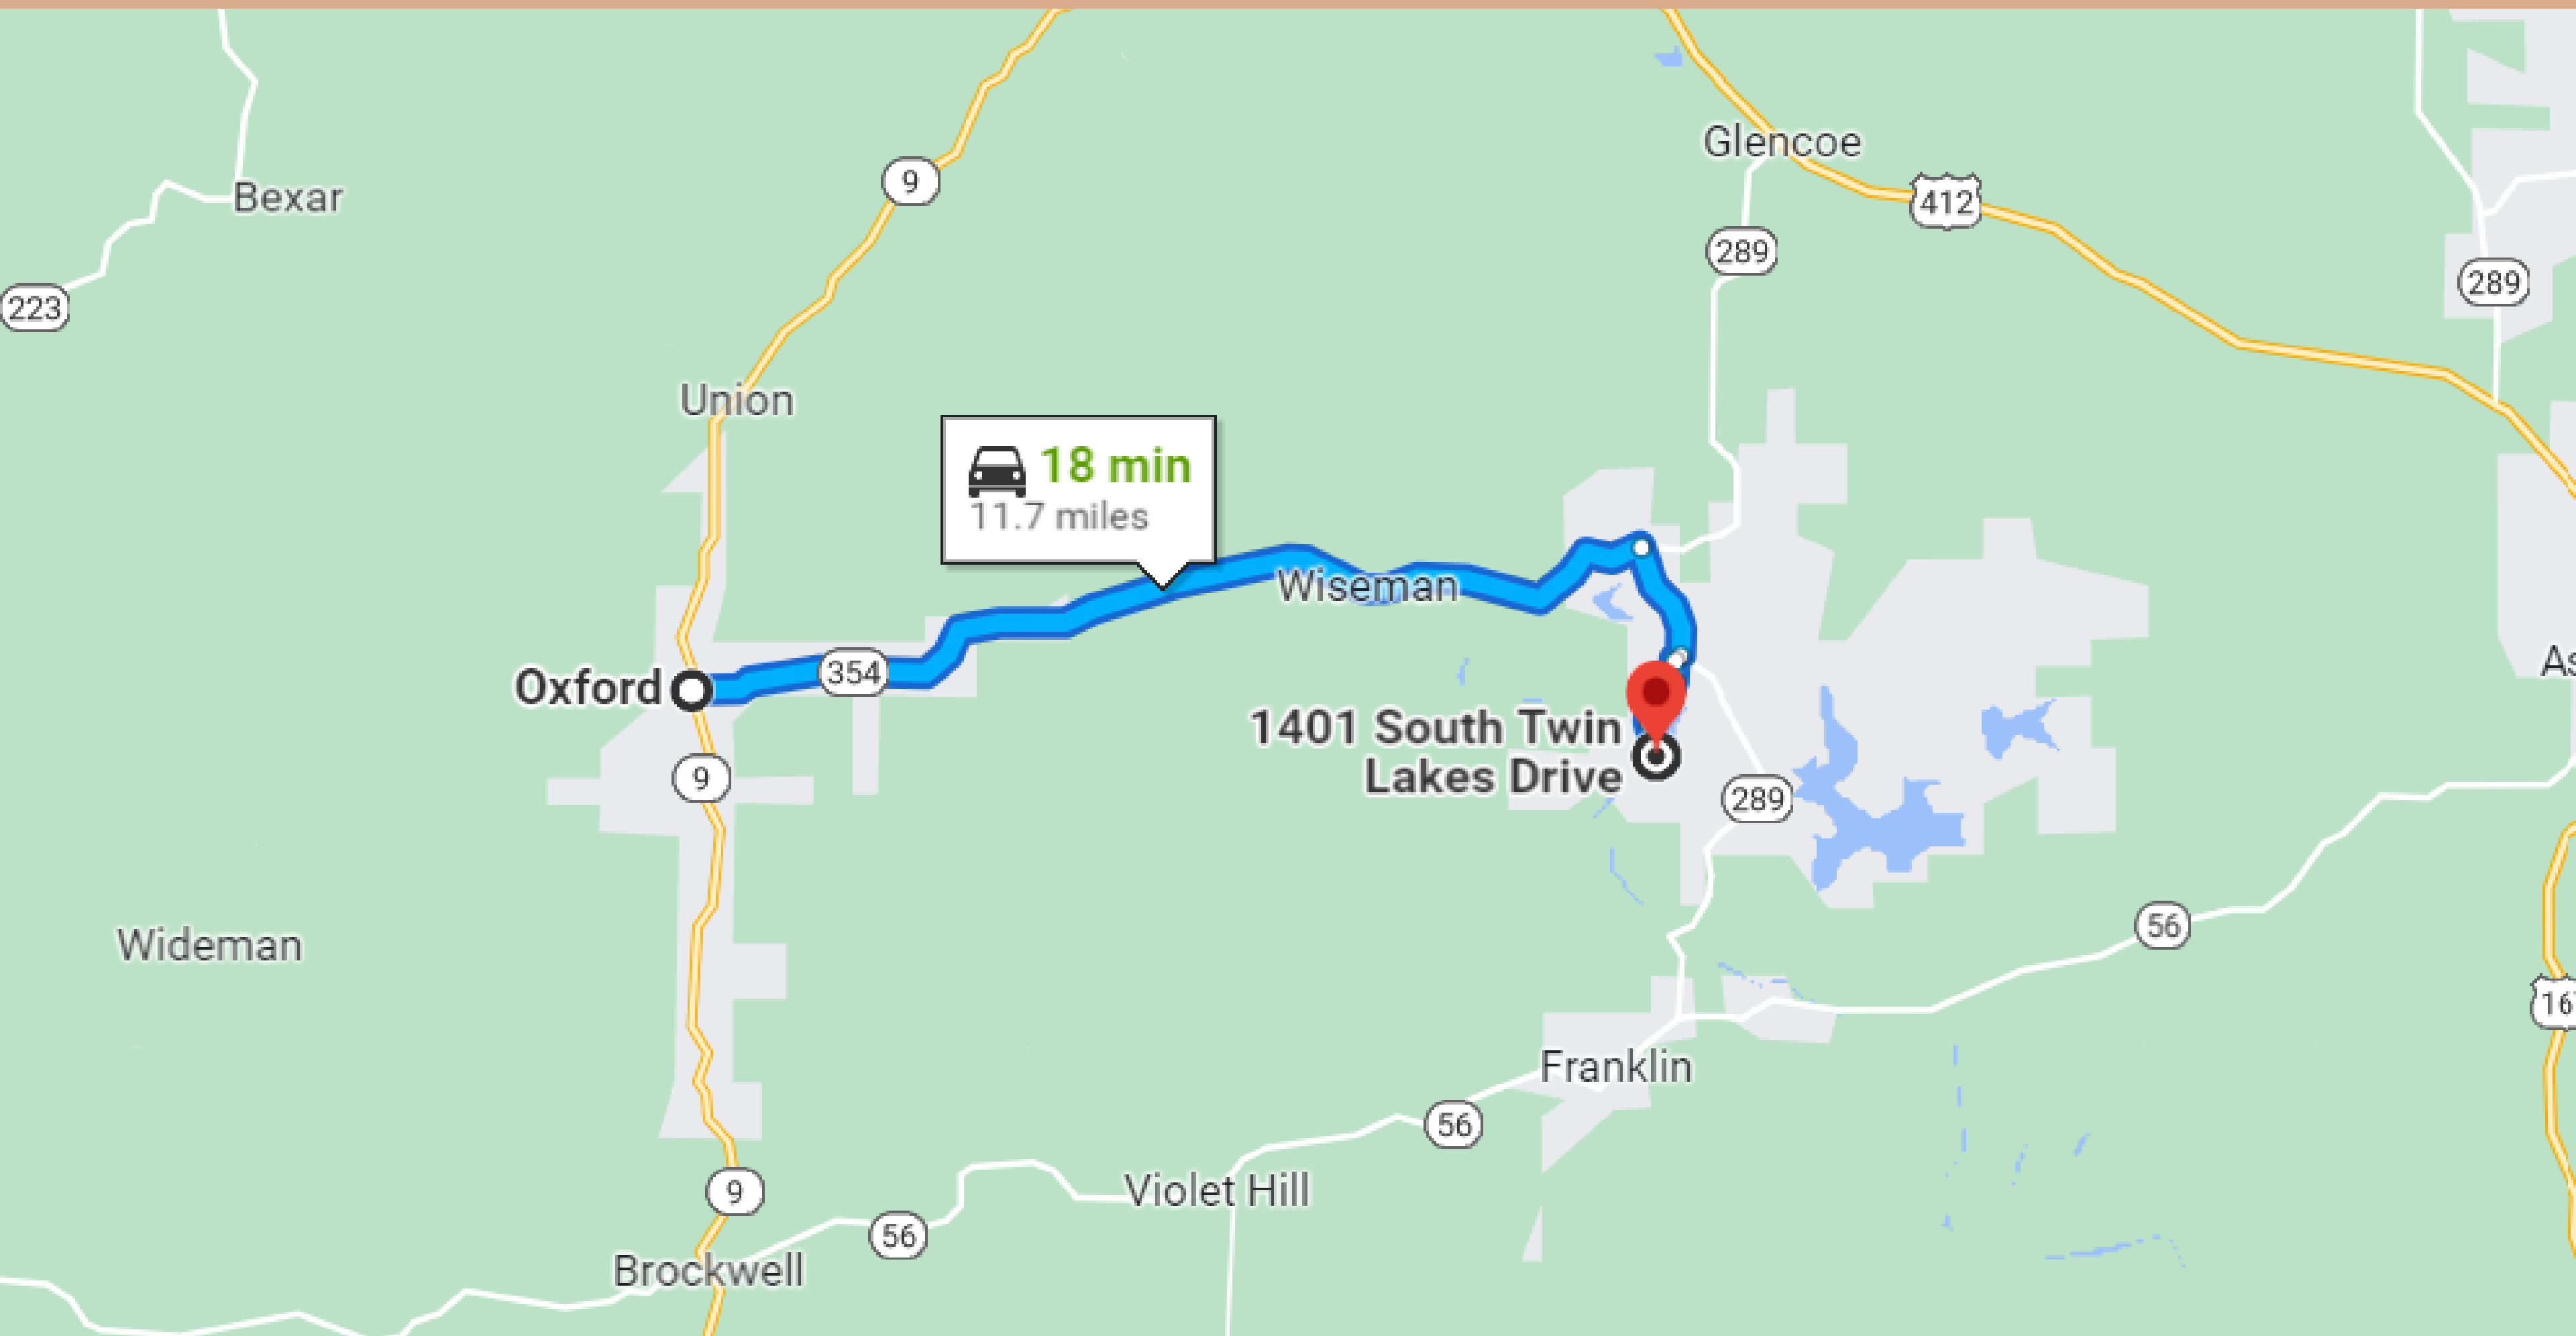 Glencoe
9
Bexar
412
289
289
223
Union
18 min
11.7 miles
Wiseman
354
Oxford
1401 South Twin
Lakes Drive
9
289
56
Wideman
Franklin
56
Violet Hill
9
56
Brockwell